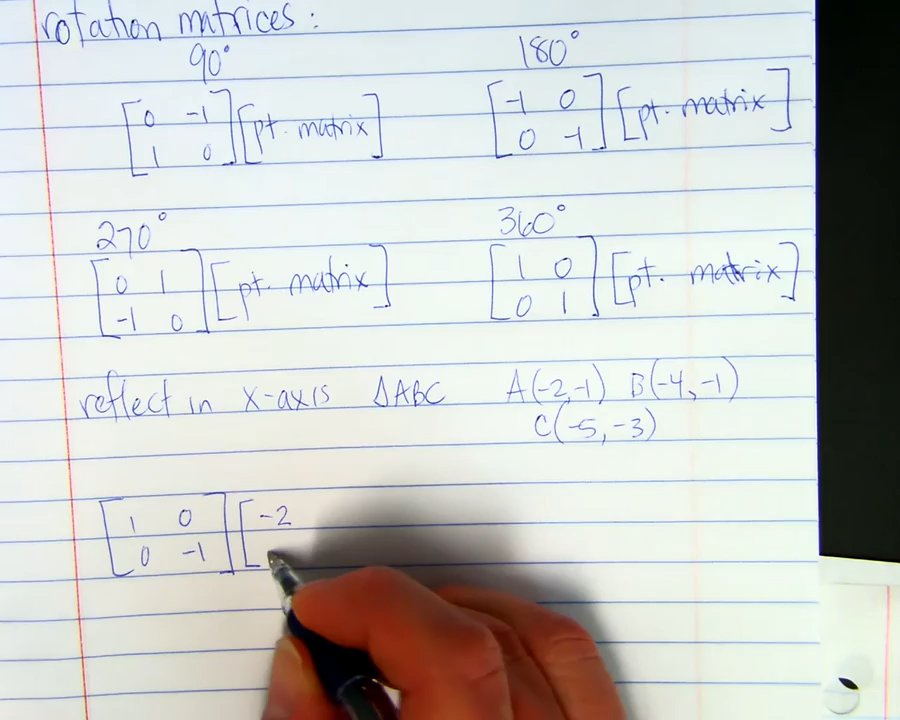 rotation matrices:
90° 180°
[0 -1] [pt. matrix] [-1 0] [pt. matrix]
[1 0] [0 -1]
270° 360°
[0 1] [pt. matrix] [1 0] [pt. matrix]
[-1 0] [0 1]
reflect in x-axis ΔABC A(-2,-1) B(-4,-1)
C(-5,-3)
[1 0] [-2
[0 -1]